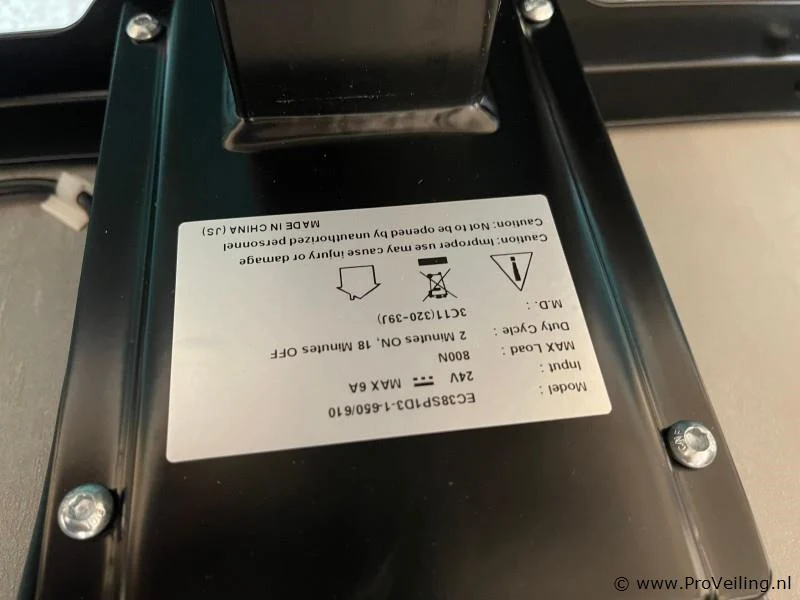 Model : EC38SP1D3-1-650/610
Input : 24V MAX 6A
MAX Load : 800N
Duty Cycle : 2 Minutes ON, 18 Minutes OFF
M.D. : 3C11(320-39J)
Caution: Improper use may cause injury or damage
Caution: Not to be opened by unauthorized personnel
MADE IN CHINA (JS)
© www.ProVeiling.nl